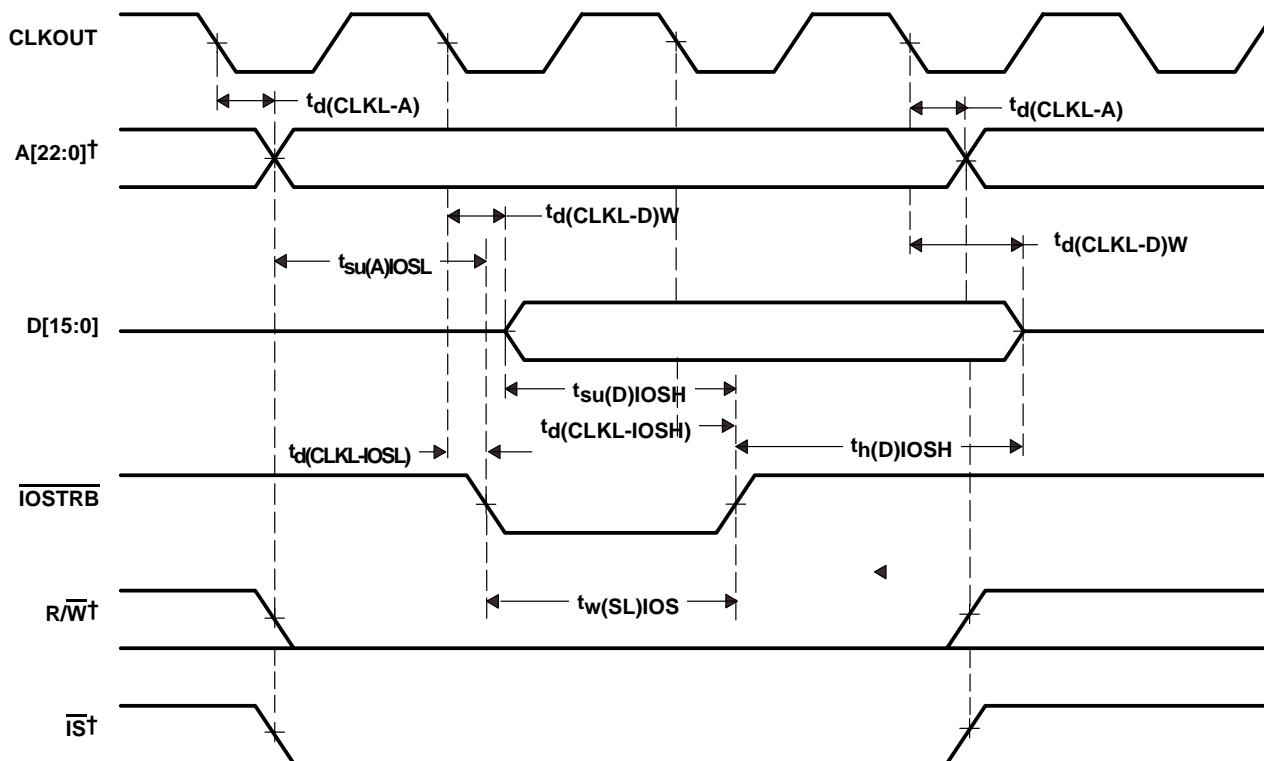 CLKOUT
td(CLKL-A)
td(CLKL-A)
A[22:0]†
td(CLKL-D)W
td(CLKL-D)W
tsu(A)IOSL
D[15:0]
tsu(D)IOSH
td(CLKL-IOSH)
td(CLKL-IOSL)
th(D)IOSH
IOSTRB
tw(SL)IOS
R/W†
IS†